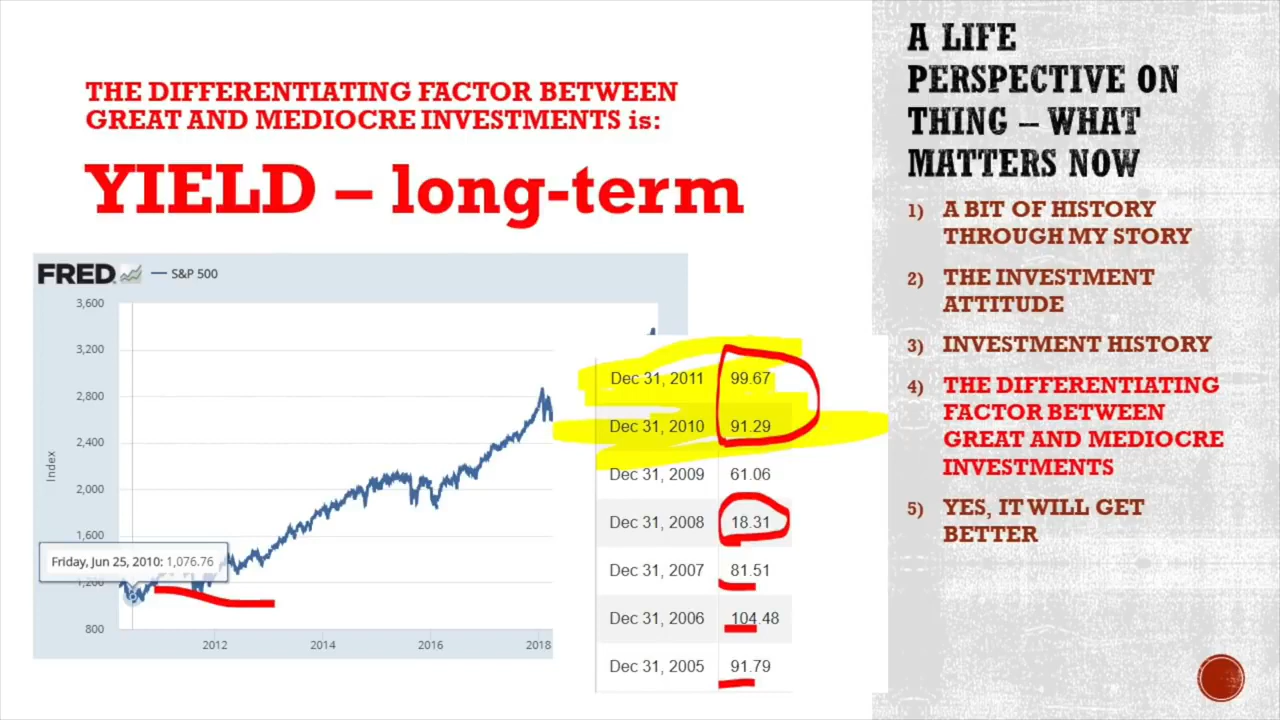 THE DIFFERENTIATING FACTOR BETWEEN
GREAT AND MEDIOCRE INVESTMENTS is:
YIELD – long-term
FRED
S&P 500
3,600
3,200
2,800
2,400
2,000
1,600
1,200
800
Index
Friday, Jun 25, 2010: 1,076.76
2012
2014
2016
2018
Dec 31, 2011 99.67
Dec 31, 2010 91.29
Dec 31, 2009 61.06
Dec 31, 2008 18.31
Dec 31, 2007 81.51
Dec 31, 2006 104.48
Dec 31, 2005 91.79
A LIFE
PERSPECTIVE ON
THING – WHAT
MATTERS NOW
1) A BIT OF HISTORY
THROUGH MY STORY
2) THE INVESTMENT
ATTITUDE
3) INVESTMENT HISTORY
4) THE DIFFERENTIATING
FACTOR BETWEEN
GREAT AND MEDIOCRE
INVESTMENTS
5) YES, IT WILL GET
BETTER